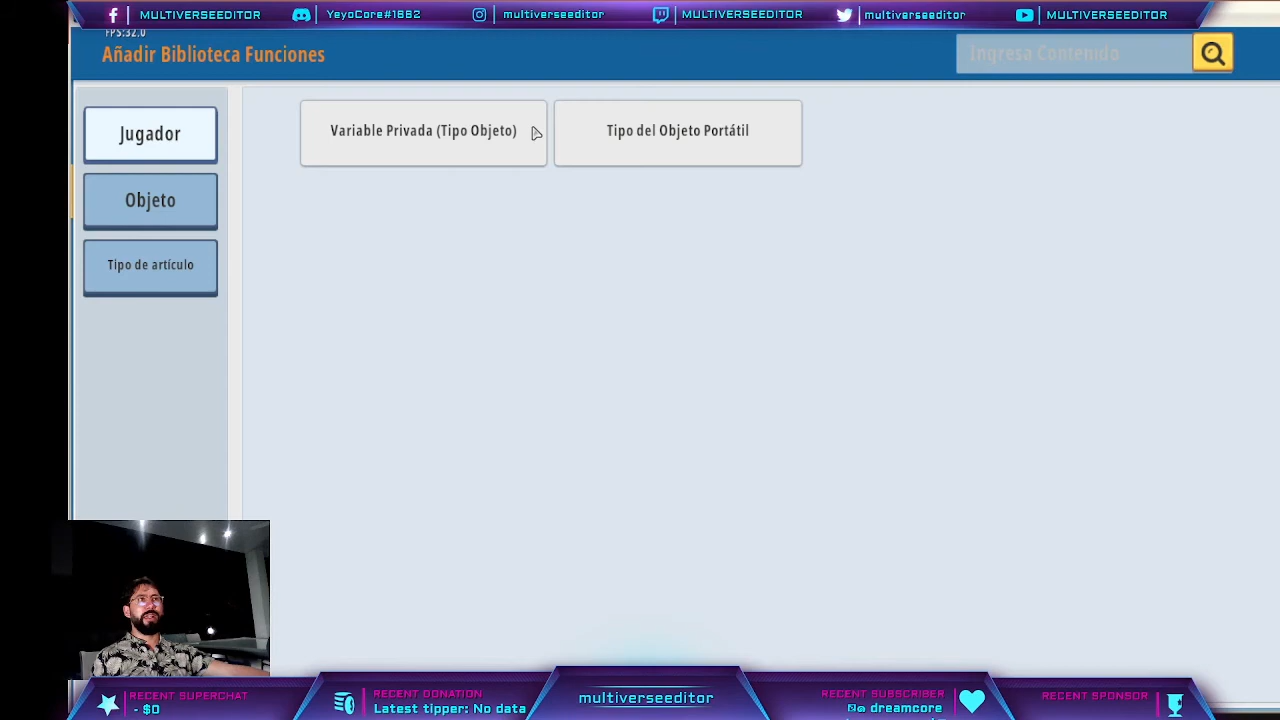 MULTIVERSEEDITOR
YeyoCore#1882
multiverseeditor
MULTIVERSEEDITOR
multiverseeditor
MULTIVERSEEDITOR
FPS:32.0
Añadir Biblioteca Funciones
Ingresa Contenido
Jugador
Variable Privada (Tipo Objeto)
Tipo del Objeto Portátil
Objeto
Tipo de artículo
RECENT SUPERCHAT
- $0
RECENT DONATION
Latest tipper: No data
multiverseeditor
RECENT SUBSCRIBER
dreamcore
RECENT SPONSOR